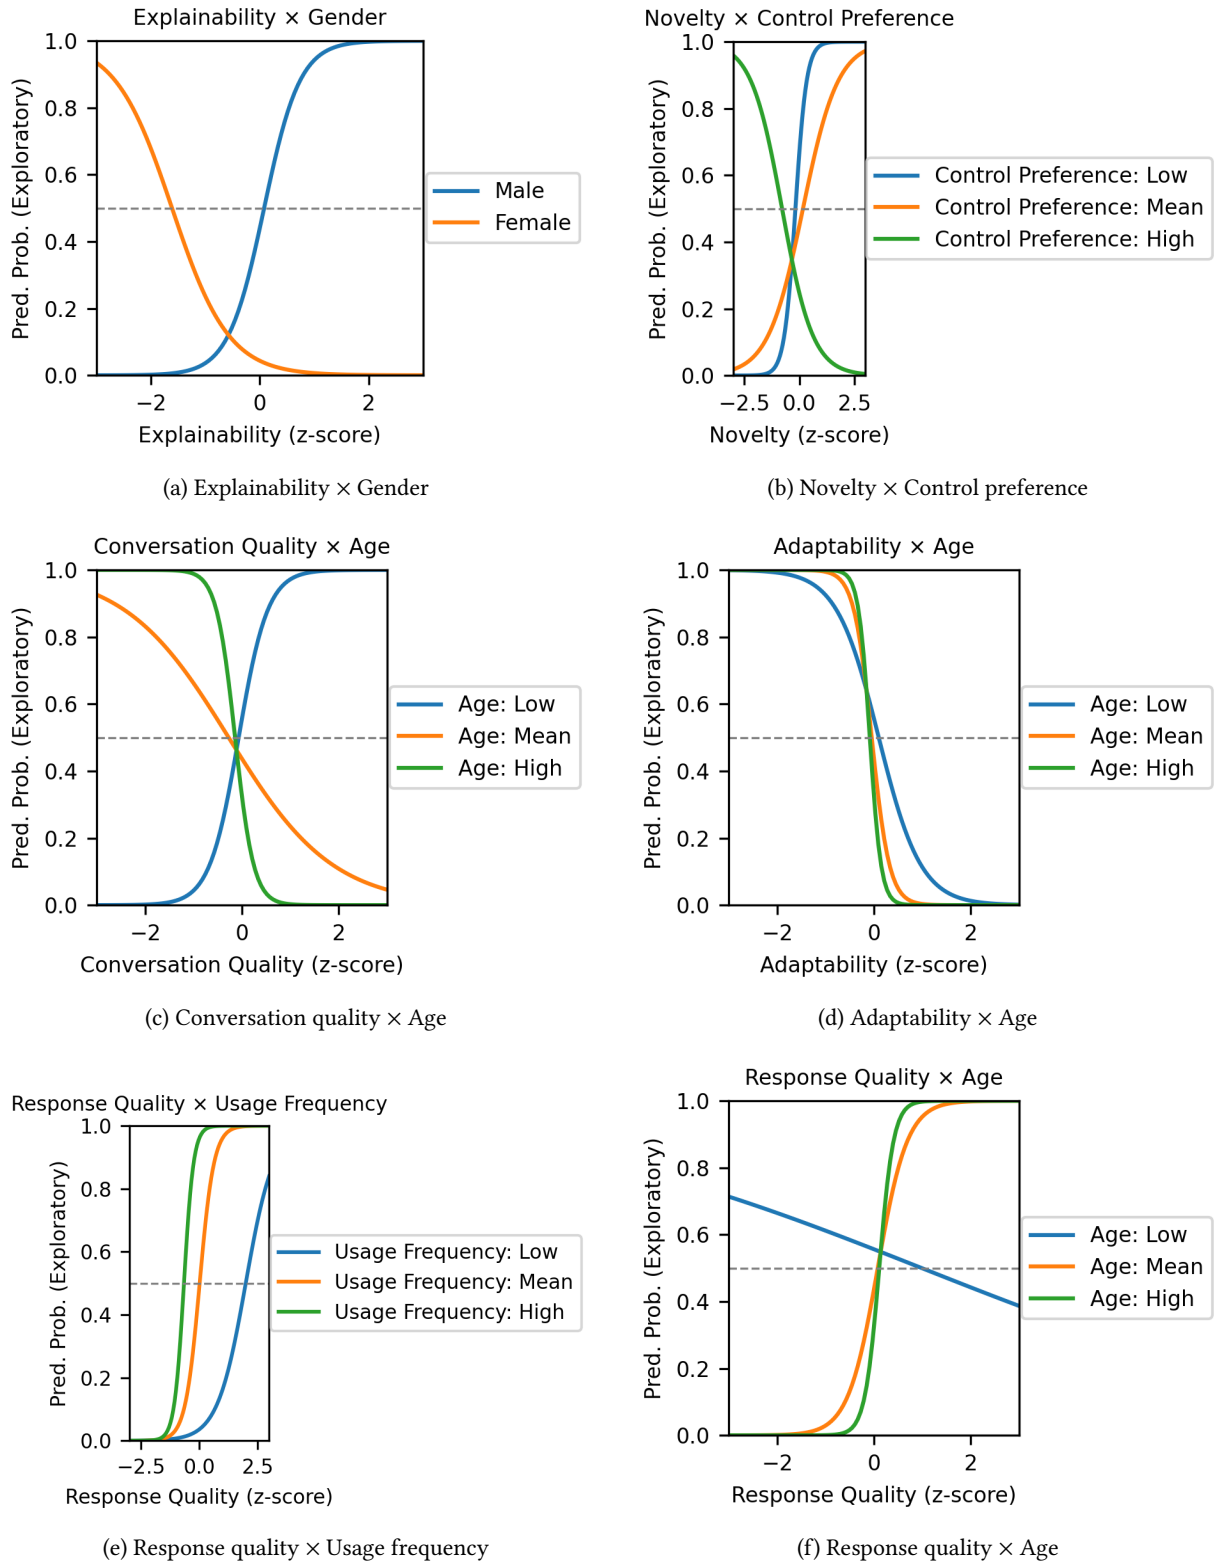 Explainability × Gender
Pred. Prob. (Exploratory)
1.0
0.8
0.6
0.4
0.2
0.0
−2
0
2
Explainability (z-score)
Male
Female
(a) Explainability × Gender
Novelty × Control Preference
Pred. Prob. (Exploratory)
1.0
0.8
0.6
0.4
0.2
0.0
−2.5
0.0
2.5
Novelty (z-score)
Control Preference: Low
Control Preference: Mean
Control Preference: High
(b) Novelty × Control preference
Conversation Quality × Age
Pred. Prob. (Exploratory)
1.0
0.8
0.6
0.4
0.2
0.0
−2
0
2
Conversation Quality (z-score)
Age: Low
Age: Mean
Age: High
(c) Conversation quality × Age
Adaptability × Age
Pred. Prob. (Exploratory)
1.0
0.8
0.6
0.4
0.2
0.0
−2
0
2
Adaptability (z-score)
Age: Low
Age: Mean
Age: High
(d) Adaptability × Age
Response Quality × Usage Frequency
Pred. Prob. (Exploratory)
1.0
0.8
0.6
0.4
0.2
0.0
−2.5
0.0
2.5
Response Quality (z-score)
Usage Frequency: Low
Usage Frequency: Mean
Usage Frequency: High
(e) Response quality × Usage frequency
Response Quality × Age
Pred. Prob. (Exploratory)
1.0
0.8
0.6
0.4
0.2
0.0
−2
0
2
Response Quality (z-score)
Age: Low
Age: Mean
Age: High
(f) Response quality × Age